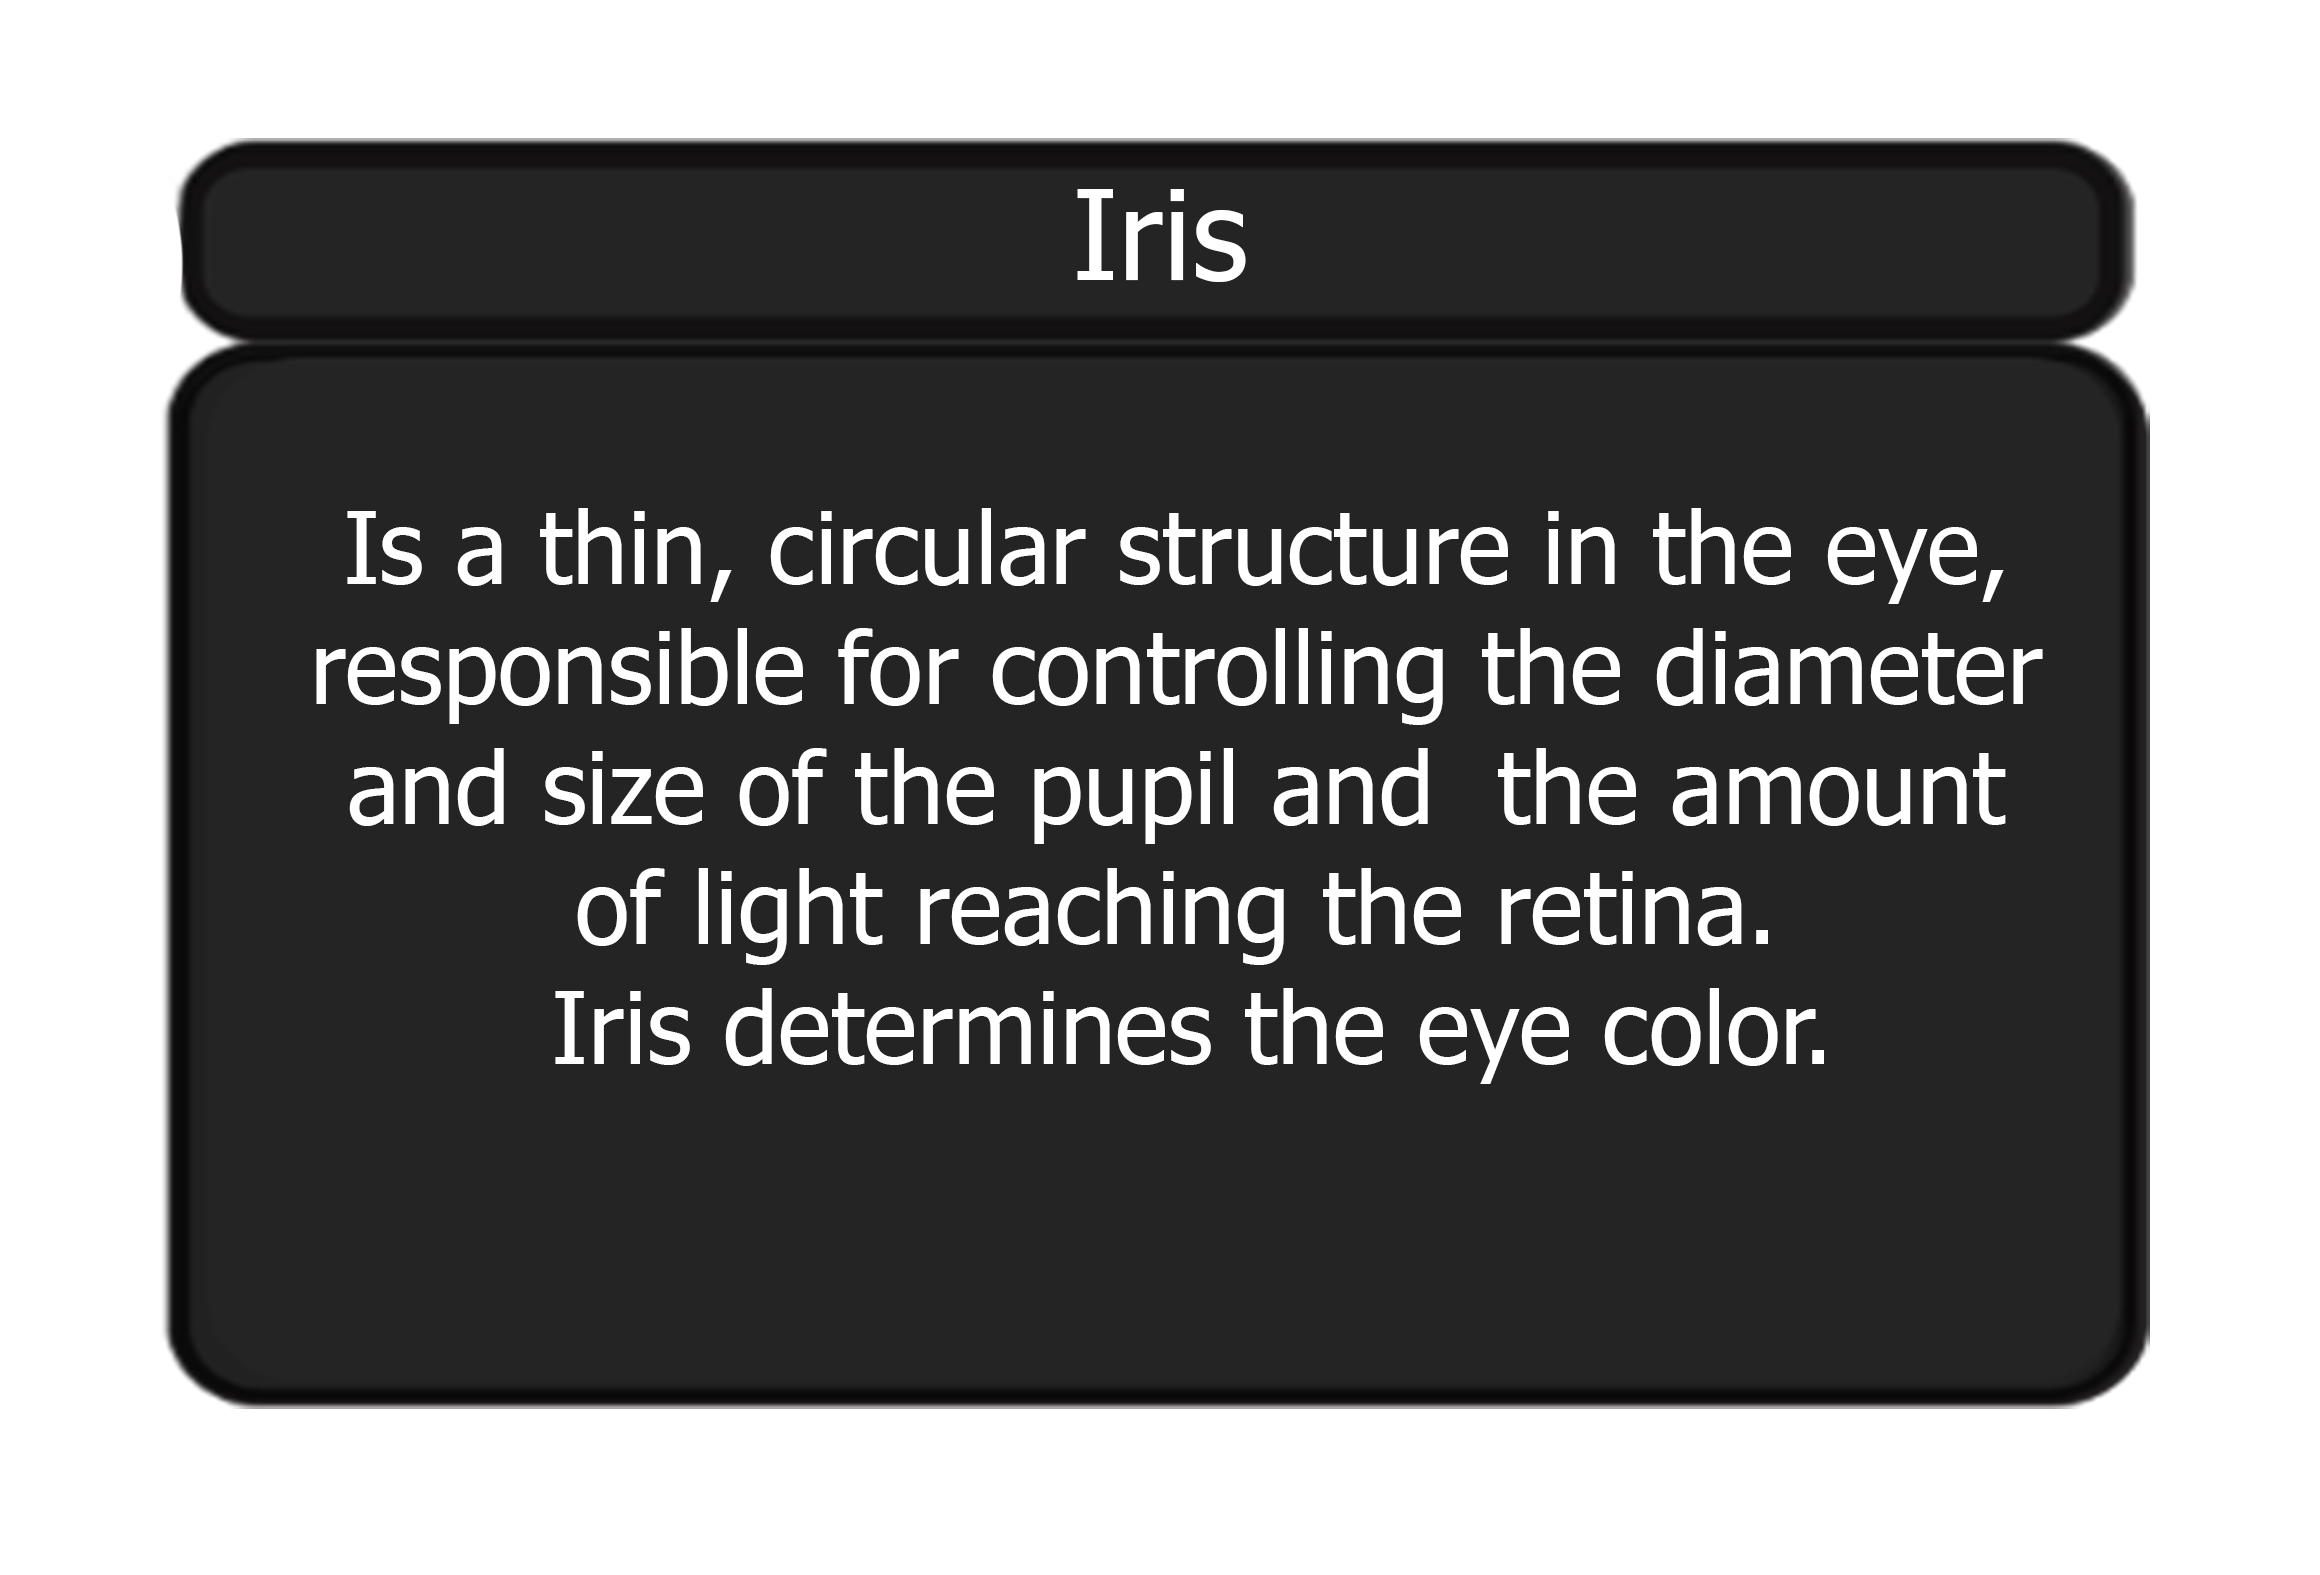 Iris
Is a thin, circular structure in the eye,
responsible for controlling the diameter
and size of the pupil and  the amount
of light reaching the retina.
Iris determines the eye color.